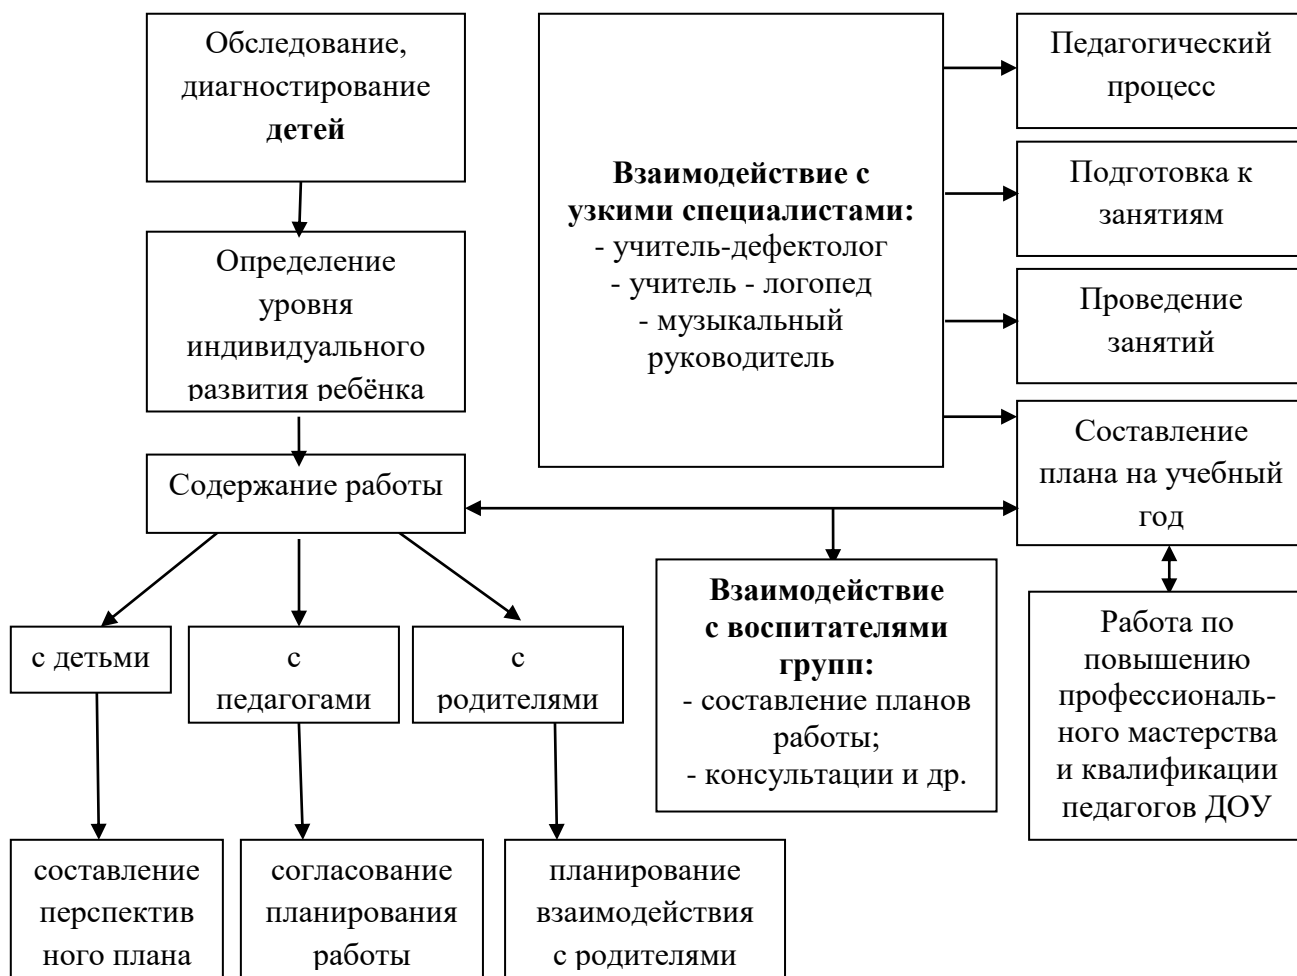 Обследование,
диагностирование
детей
Определение
уровня
индивидуального
развития ребёнка
Содержание работы
с детьми
с
педагогами
с
родителями
составление
перспектив
ного плана
согласование
планирования
работы
планирование
взаимодействия
с родителями
Взаимодействие с
узкими специалистами:
- учитель-дефектолог
- учитель - логопед
- музыкальный
руководитель
Взаимодействие
с воспитателями
групп:
- составление планов
работы;
- консультации и др.
Педагогический
процесс
Подготовка к
занятиям
Проведение
занятий
Составление
плана на учебный
год
Работа по
повышению
профессиональ-
ного мастерства
и квалификации
педагогов ДОУ